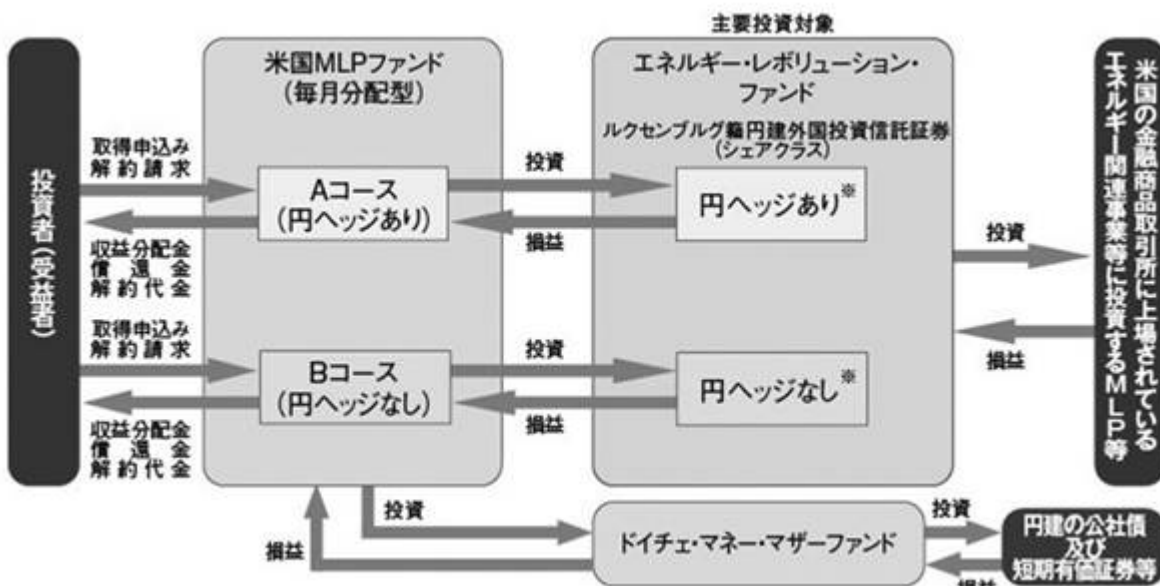 主要投資対象
投資者(受益者)
取得申込み
解約請求
収益分配金
償還金
解約代金
取得申込み
解約請求
収益分配金
償還金
解約代金
米国MLPファンド
(毎月分配型)
Aコース
(円ヘッジあり)
Bコース
(円ヘッジなし)
投資
損益
投資
損益
エネルギー・レボリューション・
ファンド
ルクセンブルグ籍円建外国投資信託証券
(シェアクラス)
円ヘッジあり※
円ヘッジなし※
投資
損益
米国の金融商品取引所に上場されている
エネルギー関連事業等に投資するMLP等
投資
損益
ドイチェ・マネー・マザーファンド
投資
損益
円建の公社債
及び
短期有価証券等